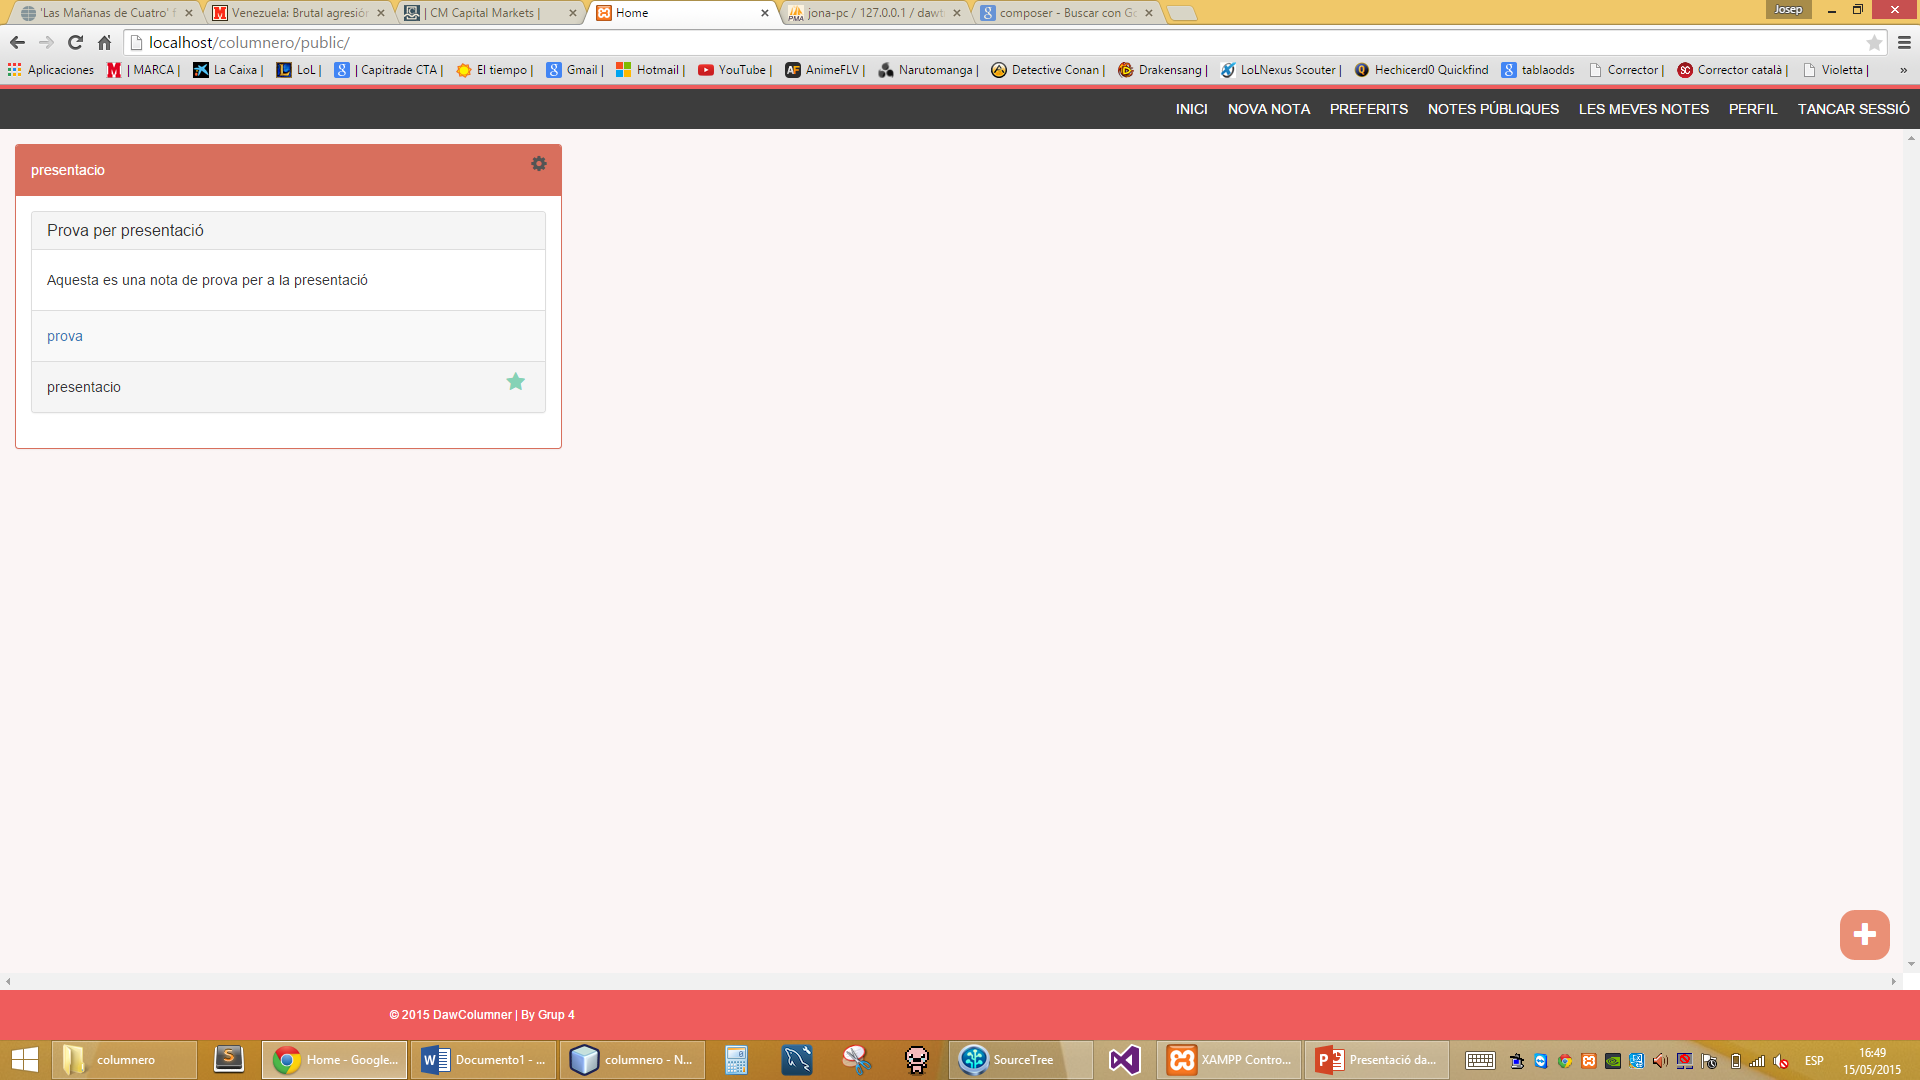 'Las Mañanas de Cuatro' f
Venezuela: Brutal agresión
| CM Capital Markets |
Home
jona-pc / 127.0.0.1 / dawt
composer - Buscar con Go
Josep
localhost/columnero/public/
Aplicaciones
| MARCA |
La Caixa |
LoL |
| Capitrade CTA |
El tiempo |
Gmail |
Hotmail |
YouTube |
AnimeFLV |
Narutomanga |
Detective Conan |
Drakensang |
LoLNexus Scouter |
Hechicerd0 Quickfind
tablaodds
Corrector |
Corrector català |
Violetta |
»
INICI
NOVA NOTA
PREFERITS
NOTES PÚBLIQUES
LES MEVES NOTES
PERFIL
TANCAR SESSIÓ
presentacio
Prova per presentació
Aquesta es una nota de prova per a la presentació
prova
presentacio
© 2015 DawColumner | By Grup 4
columnero
Home - Google...
Documento1 - ...
columnero - N...
SourceTree
XAMPP Contro...
Presentació da...
ESP
16:49
15/05/2015